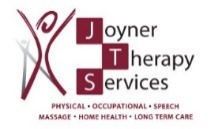 Joyner
Therapy
Services
PHYSICAL • OCCUPATIONAL • SPEECH
MASSAGE • HOME HEALTH • LONG TERM CARE